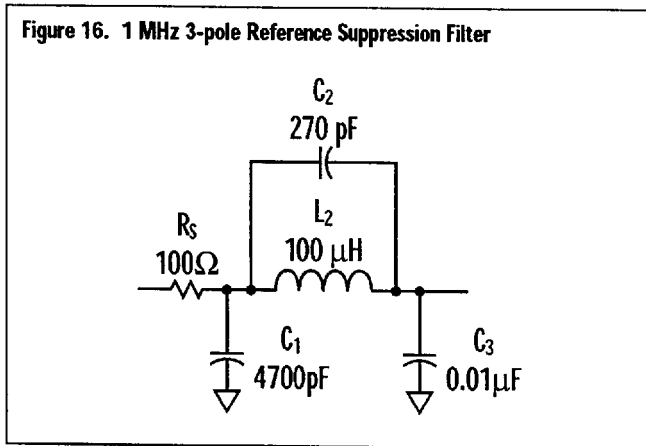 Figure 16. 1 MHz 3-pole Reference Suppression Filter
C2
270 pF
L2
100 μH
RS
100Ω
C1
4700pF
C3
0.01μF